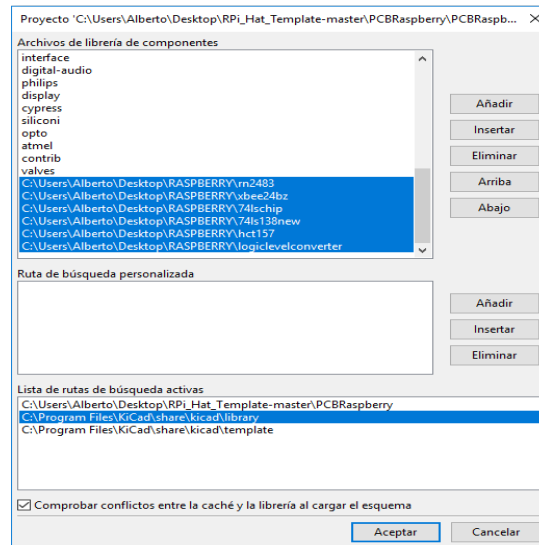 Proyecto 'C:\Users\Alberto\Desktop\RPi_Hat_Template-master\PCBRaspberry\PCBRaspb...
Archivos de librería de componentes
interface
digital-audio
philips
display
cypress
siliconi
opto
atmel
contrib
valves
C:\Users\Alberto\Desktop\RASPBERRY\rn2483
C:\Users\Alberto\Desktop\RASPBERRY\xbee24bz
C:\Users\Alberto\Desktop\RASPBERRY\74lschip
C:\Users\Alberto\Desktop\RASPBERRY\74ls138new
C:\Users\Alberto\Desktop\RASPBERRY\hct157
C:\Users\Alberto\Desktop\RASPBERRY\logiclevelconverter
Añadir
Insertar
Eliminar
Arriba
Abajo
Ruta de búsqueda personalizada
Añadir
Insertar
Eliminar
Lista de rutas de búsqueda activas
C:\Users\Alberto\Desktop\RPi_Hat_Template-master\PCBRaspberry
C:\Program Files\KiCad\share\kicad\library
C:\Program Files\KiCad\share\kicad\template
Comprobar conflictos entre la caché y la librería al cargar el esquema
Aceptar
Cancelar